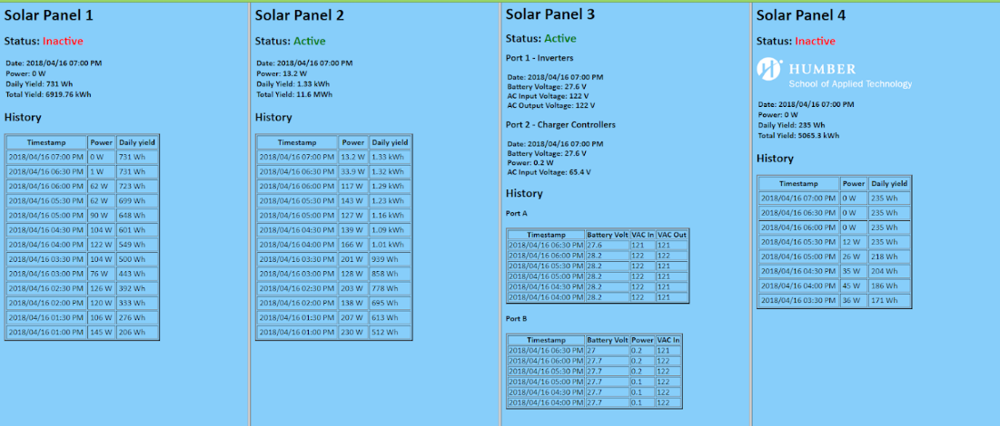 Solar Panel 1
Status: Inactive
Date: 2018/04/16 07:00 PM
Power: 0 W
Daily Yield: 731 Wh
Total Yield: 6919.76 kWh
History
Timestamp Power Daily yield
2018/04/16 07:00 PM 0 W 731 Wh
2018/04/16 06:30 PM 1 W 731 Wh
2018/04/16 06:00 PM 62 W 723 Wh
2018/04/16 05:30 PM 62 W 699 Wh
2018/04/16 05:00 PM 90 W 648 Wh
2018/04/16 04:30 PM 104 W 601 Wh
2018/04/16 04:00 PM 122 W 549 Wh
2018/04/16 03:30 PM 104 W 500 Wh
2018/04/16 03:00 PM 76 W 443 Wh
2018/04/16 02:30 PM 126 W 392 Wh
2018/04/16 02:00 PM 120 W 333 Wh
2018/04/16 01:30 PM 106 W 276 Wh
2018/04/16 01:00 PM 145 W 206 Wh
Solar Panel 2
Status: Active
Date: 2018/04/16 07:00 PM
Power: 13.2 W
Daily Yield: 1.33 kWh
Total Yield: 11.6 MWh
History
Timestamp Power Daily yield
2018/04/16 07:00 PM 13.2 W 1.33 kWh
2018/04/16 06:30 PM 33.9 W 1.32 kWh
2018/04/16 06:00 PM 117 W 1.29 kWh
2018/04/16 05:30 PM 143 W 1.23 kWh
2018/04/16 05:00 PM 127 W 1.16 kWh
2018/04/16 04:30 PM 139 W 1.09 kWh
2018/04/16 04:00 PM 166 W 1.01 kWh
2018/04/16 03:30 PM 201 W 939 Wh
2018/04/16 03:00 PM 128 W 858 Wh
2018/04/16 02:30 PM 203 W 778 Wh
2018/04/16 02:00 PM 138 W 695 Wh
2018/04/16 01:30 PM 207 W 613 Wh
2018/04/16 01:00 PM 230 W 512 Wh
Solar Panel 3
Status: Active
Port 1 - Inverters
Date: 2018/04/16 07:00 PM
Battery Voltage: 27.6 V
AC Input Voltage: 122 V
AC Output Voltage: 122 V
Port 2 - Charger Controllers
Date: 2018/04/16 07:00 PM
Battery Voltage: 27.6 V
Power: 0.2 W
AC Input Voltage: 65.4 V
History
Port A
Timestamp Battery Volt VAC In VAC Out
2018/04/16 06:30 PM 27.6 121 121
2018/04/16 06:00 PM 28.2 122 122
2018/04/16 05:30 PM 28.2 122 121
2018/04/16 05:00 PM 28.2 122 121
2018/04/16 04:30 PM 28.2 122 121
2018/04/16 04:00 PM 28.2 122 121
Port B
Timestamp Battery Volt Power VAC In
2018/04/16 06:30 PM 27 0.2 121
2018/04/16 06:00 PM 27.7 0.2 122
2018/04/16 05:30 PM 27.7 0.2 122
2018/04/16 05:00 PM 27.7 0.1 122
2018/04/16 04:30 PM 27.7 0.1 122
2018/04/16 04:00 PM 27.7 0.1 122
Solar Panel 4
Status: Inactive
HUMBER
School of Applied Technology
Date: 2018/04/16 07:00 PM
Power: 0 W
Daily Yield: 235 Wh
Total Yield: 5065.3 kWh
History
Timestamp Power Daily yield
2018/04/16 07:00 PM 0 W 235 Wh
2018/04/16 06:30 PM 0 W 235 Wh
2018/04/16 06:00 PM 0 W 235 Wh
2018/04/16 05:30 PM 12 W 235 Wh
2018/04/16 05:00 PM 26 W 218 Wh
2018/04/16 04:30 PM 35 W 204 Wh
2018/04/16 04:00 PM 45 W 186 Wh
2018/04/16 03:30 PM 36 W 171 Wh